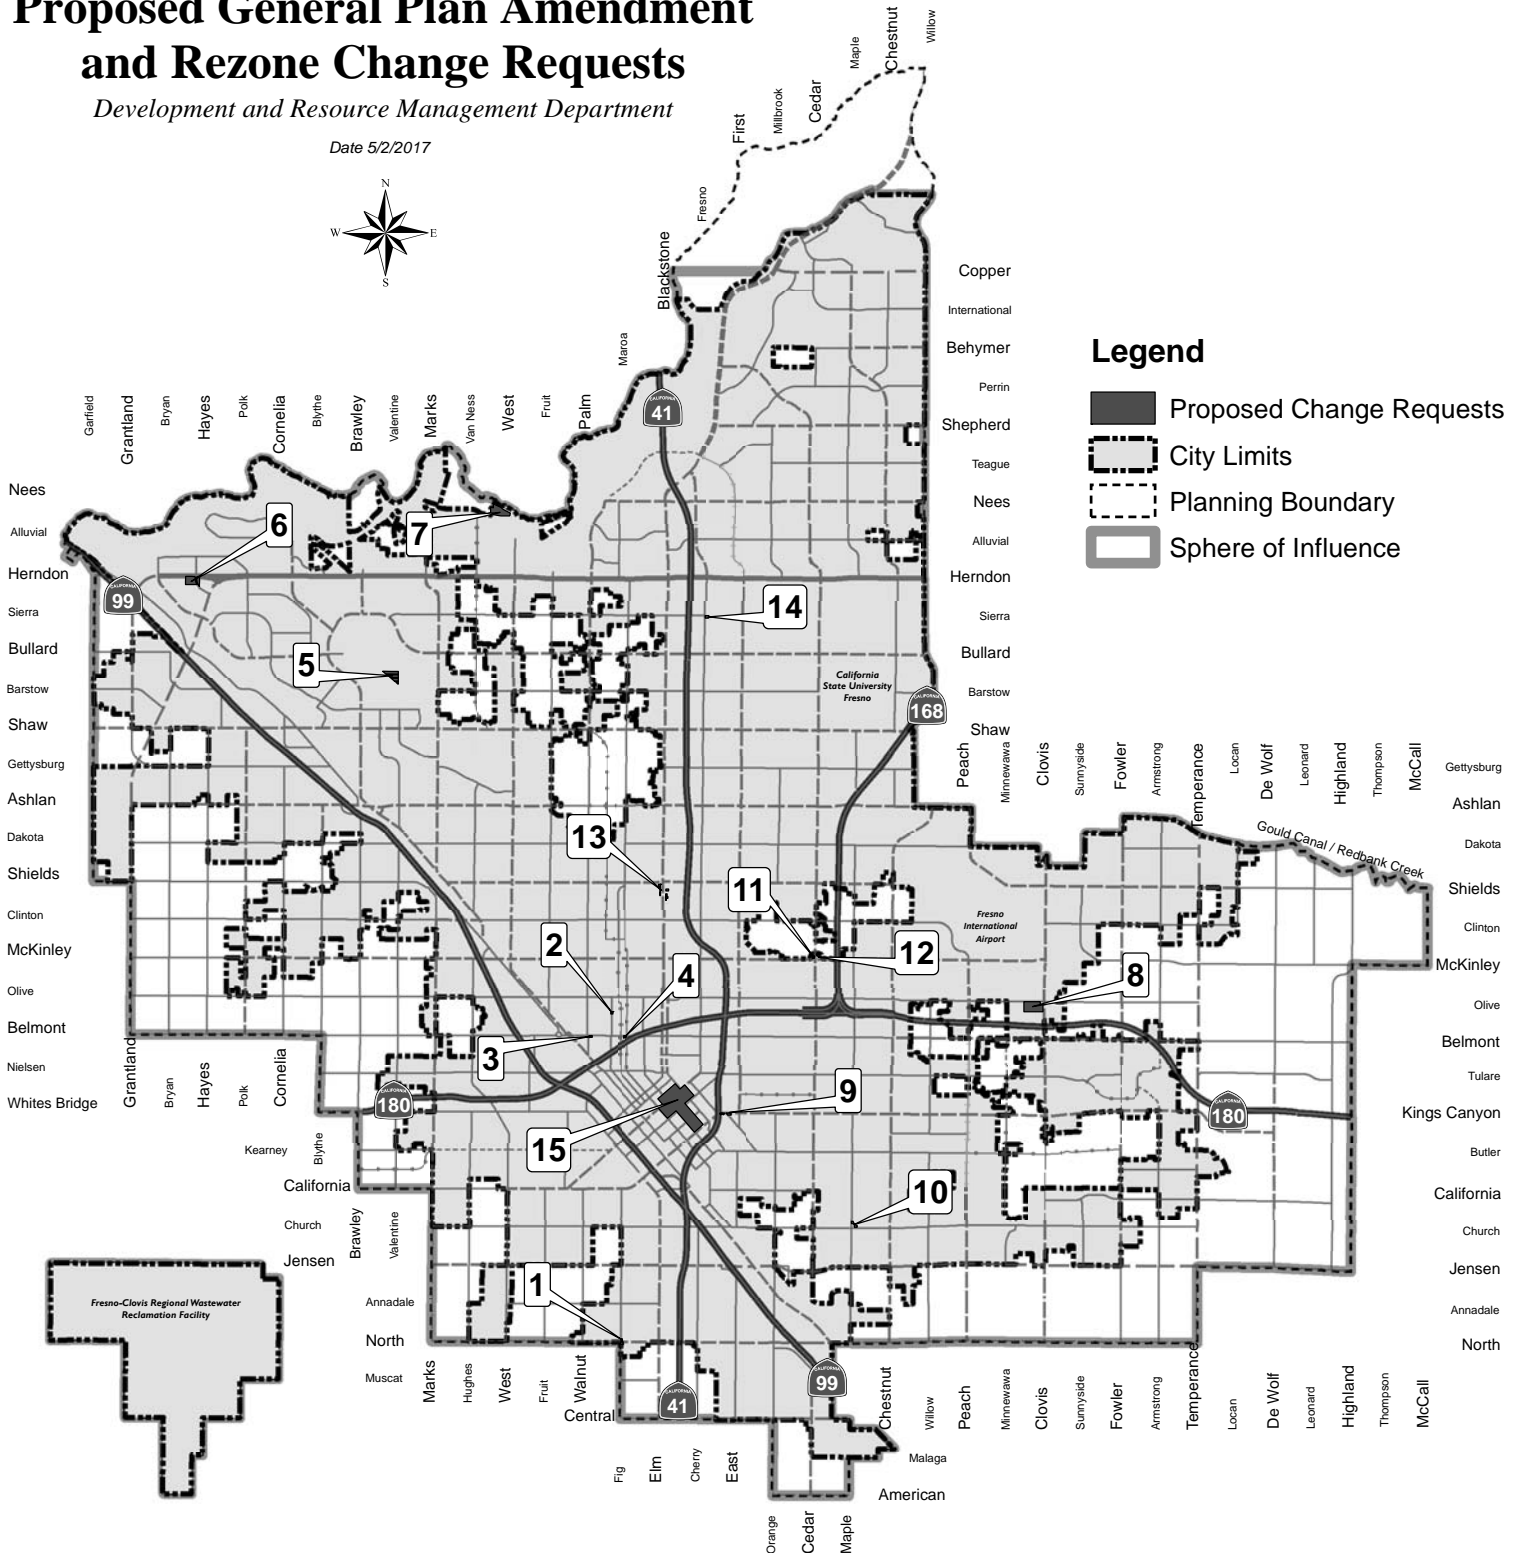 Proposed General Plan Amendment
and Rezone Change Requests
Development and Resource Management Department
Date 5/2/2017
N
W
E
S
Fresno
First
Millbrook
Cedar
Maple
Chestnut
Willow
Blackstone
Maroa
Garfield
Grantland
Bryan
Hayes
Polk
Cornelia
Blythe
Brawley
Valentine
Marks
Van Ness
West
Fruit
Palm
Copper
International
Behymer
Perrin
Shepherd
Teague
Nees
Alluvial
Herndon
Sierra
Bullard
Barstow
Shaw
Legend
Proposed Change Requests
City Limits
Planning Boundary
Sphere of Influence
Nees
Alluvial
Herndon
Sierra
Bullard
Barstow
Shaw
Gettysburg
Ashlan
Dakota
Shields
Clinton
McKinley
Olive
Belmont
Nielsen
Whites Bridge
CALIFORNIA
41
CALIFORNIA
99
CALIFORNIA
168
6
7
14
5
California
State University
Fresno
Peach
Minnewawa
Clovis
Sunnyside
Fowler
Armstrong
Temperance
Locan
De Wolf
Leonard
Highland
Thompson
McCall
Gettysburg
Ashlan
Dakota
Shields
Clinton
McKinley
Olive
Belmont
Tulare
Kings Canyon
Butler
California
Church
Jensen
Annadale
North
Gould Canal / Redbank Creek
13
11
Fresno
International
Airport
2
4
12
8
3
9
15
10
1
CALIFORNIA
180
CALIFORNIA
180
Grantland
Bryan
Hayes
Polk
Cornelia
Kearney
Blythe
California
Church
Brawley
Valentine
Jensen
Annadale
North
Muscat
Fresno-Clovis Regional Wastewater
Reclamation Facility
Marks
Hughes
West
Fruit
Walnut
Central
CALIFORNIA
41
CALIFORNIA
99
Fig
Elm
Cherry
East
Orange
Cedar
Maple
Chestnut
Willow
Peach
Minnewawa
Clovis
Sunnyside
Fowler
Armstrong
Temperance
Locan
De Wolf
Leonard
Highland
Thompson
McCall
Malaga
American